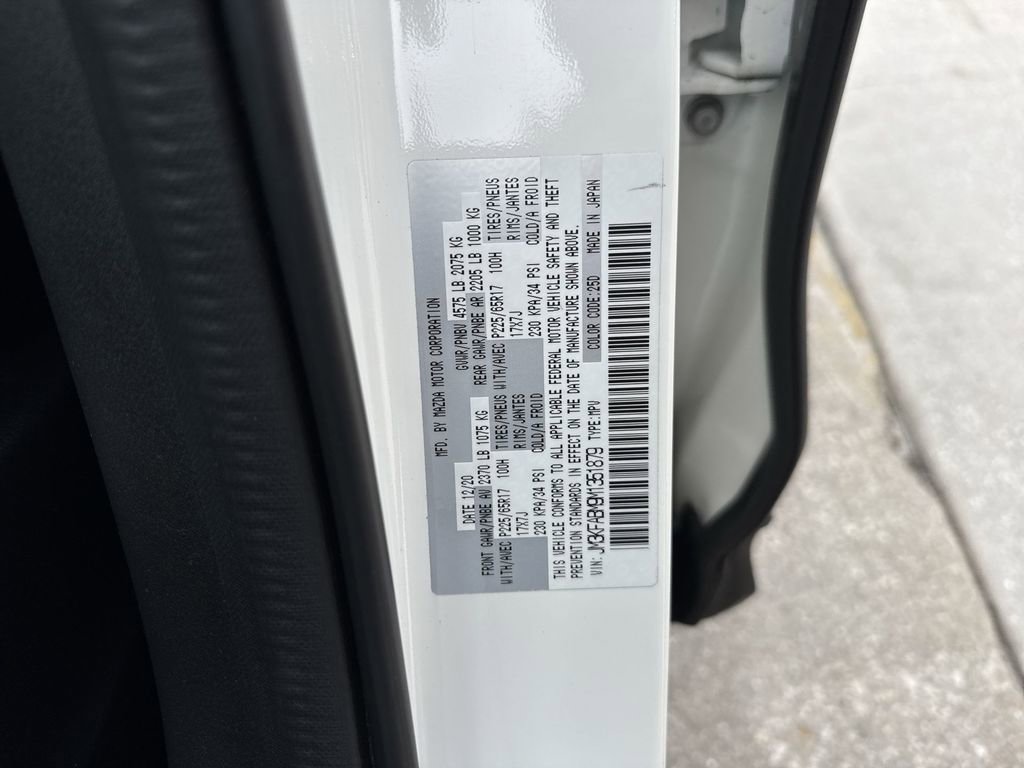 MFD. BY MAZDA MOTOR CORPORATION
DATE 12/20 GVWR/PNBV 4575 LB 2075 KG
FRONT GAWR/PNBE AV 2370 LB 1075 KG REAR GAWR/PNBE AR 2205 LB 1000 KG
WITH/AVEC P225/65R17 100H TIRES/PNEUS WITH/AVEC P225/65R17 100H TIRES/PNEUS
17X7J RIMS/JANTES 17X7J RIMS/JANTES
230 KPA/34 PSI COLD/A FROID 230 KPA/34 PSI COLD/A FROID
THIS VEHICLE CONFORMS TO ALL APPLICABLE FEDERAL MOTOR VEHICLE SAFETY AND THEFT
PREVENTION STANDARDS IN EFFECT ON THE DATE OF MANUFACTURE SHOWN ABOVE.
VIN: JM3KFABM9M1351879 TYPE:MPV COLOR CODE:25D MADE IN JAPAN